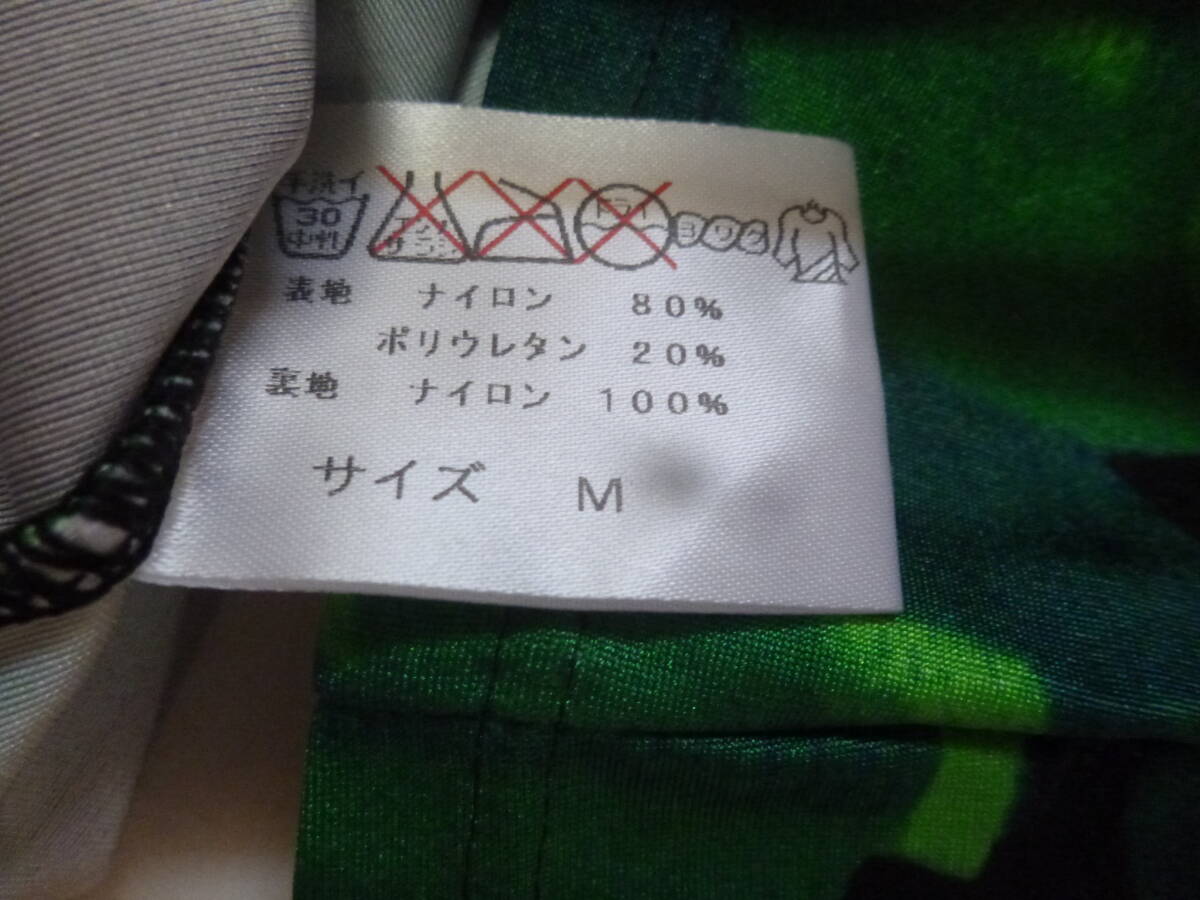 手洗イ
30
中性
エンソ
サラシ
ドライ
ヨワク
表地 ナイロン 80%
ポリウレタン 20%
裏地 ナイロン 100%
サイズ M